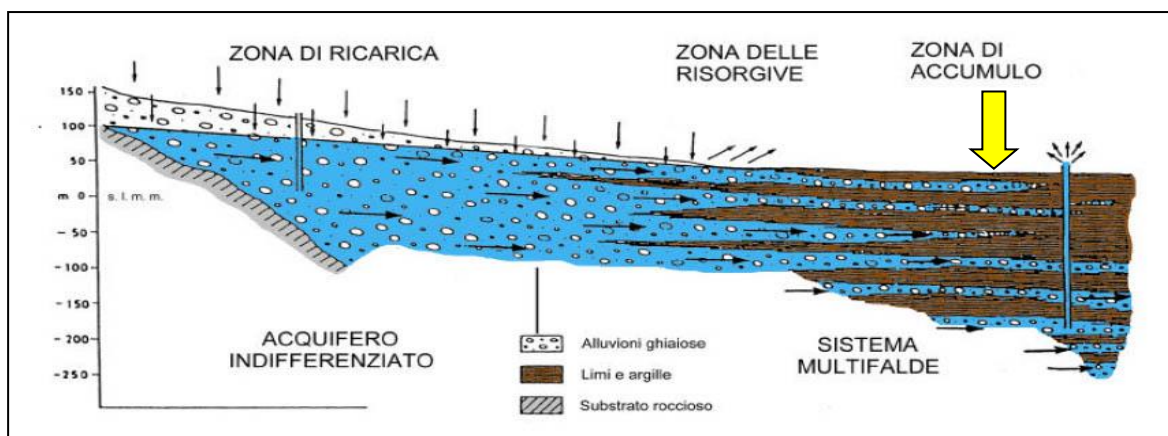 ZONA DI RICARICA
ZONA DELLE
RISORGIVE
ZONA DI
ACCUMULO
150
100
50
m 0 s. l. m. m.
-50
-100
-150
-200
-250
ACQUIFERO
INDIFFERENZIATO
Alluvioni ghiaiose
Limi e argille
Substrato roccioso
SISTEMA
MULTIFALDE